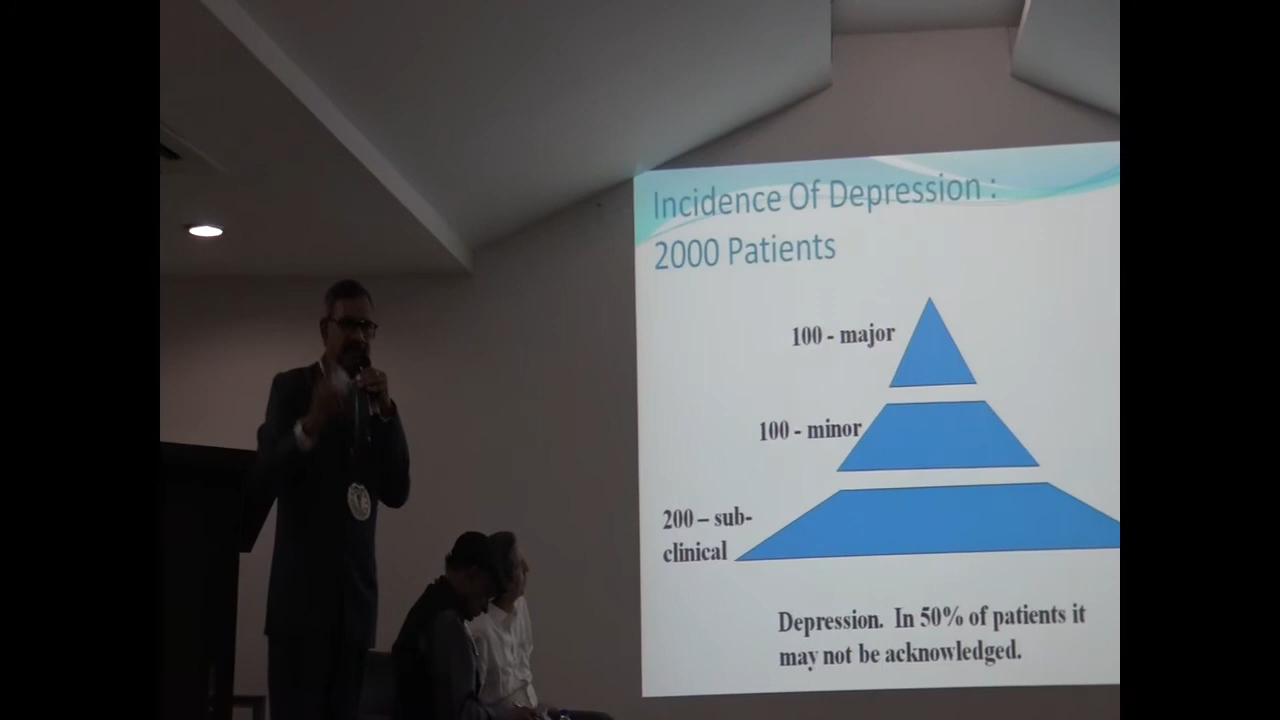 Incidence Of Depression :
2000 Patients
100 - major
100 - minor
200 – sub-
clinical
Depression.  In 50% of patients it
may not be acknowledged.